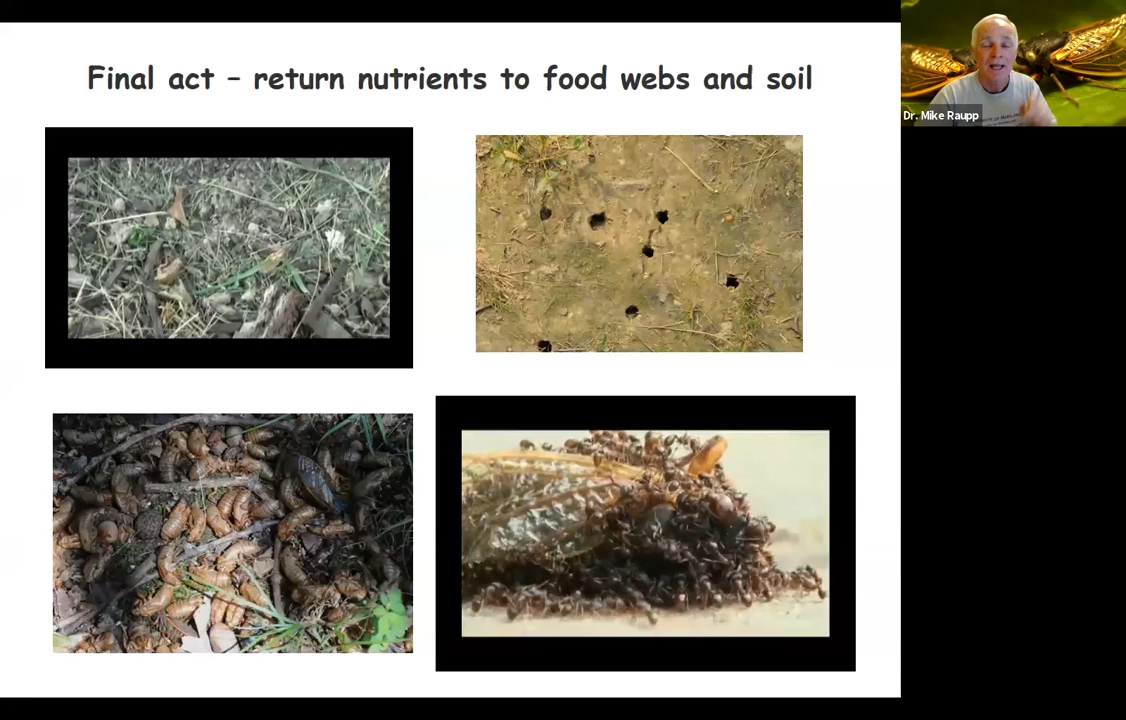 Final act – return nutrients to food webs and soil
Dr. Mike Raupp